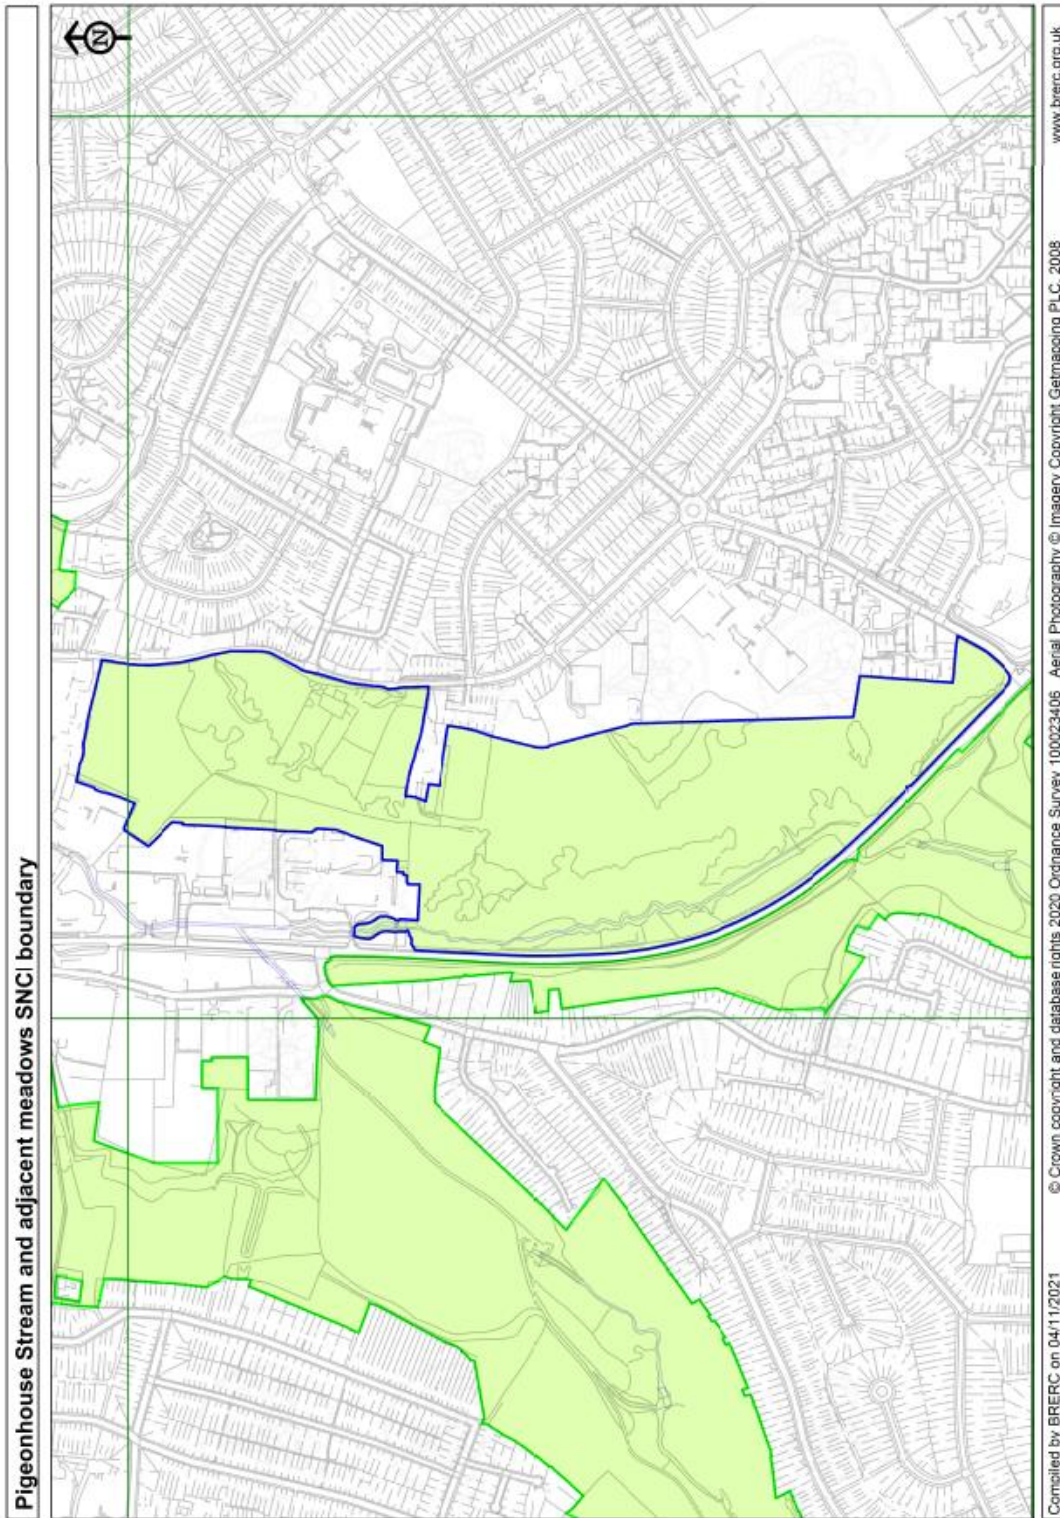 Pigeonhouse Stream and adjacent meadows SNCI boundary
N
Compiled by BRERC on 04/11/2021
© Crown copyright and database rights 2020 Ordnance Survey 100023406
Aerial Photography © Imagery Copyright Getmapping PLC. 2008
www.brerc.org.uk